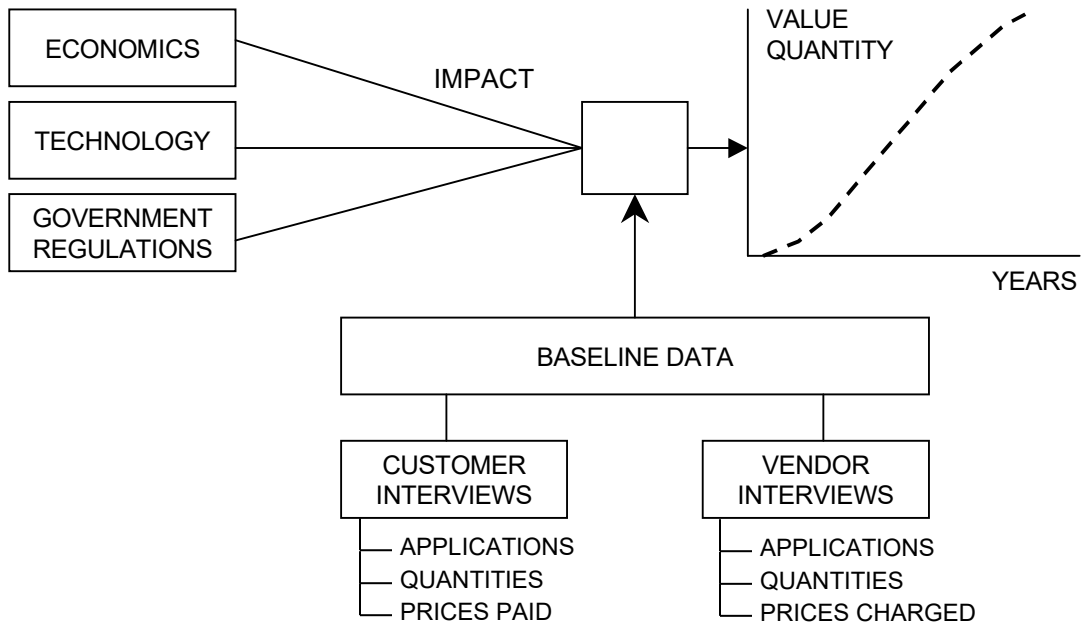 ECONOMICS
TECHNOLOGY
GOVERNMENT
REGULATIONS
IMPACT
VALUE
QUANTITY
YEARS
BASELINE DATA
CUSTOMER
INTERVIEWS
APPLICATIONS
QUANTITIES
PRICES PAID
VENDOR
INTERVIEWS
APPLICATIONS
QUANTITIES
PRICES CHARGED